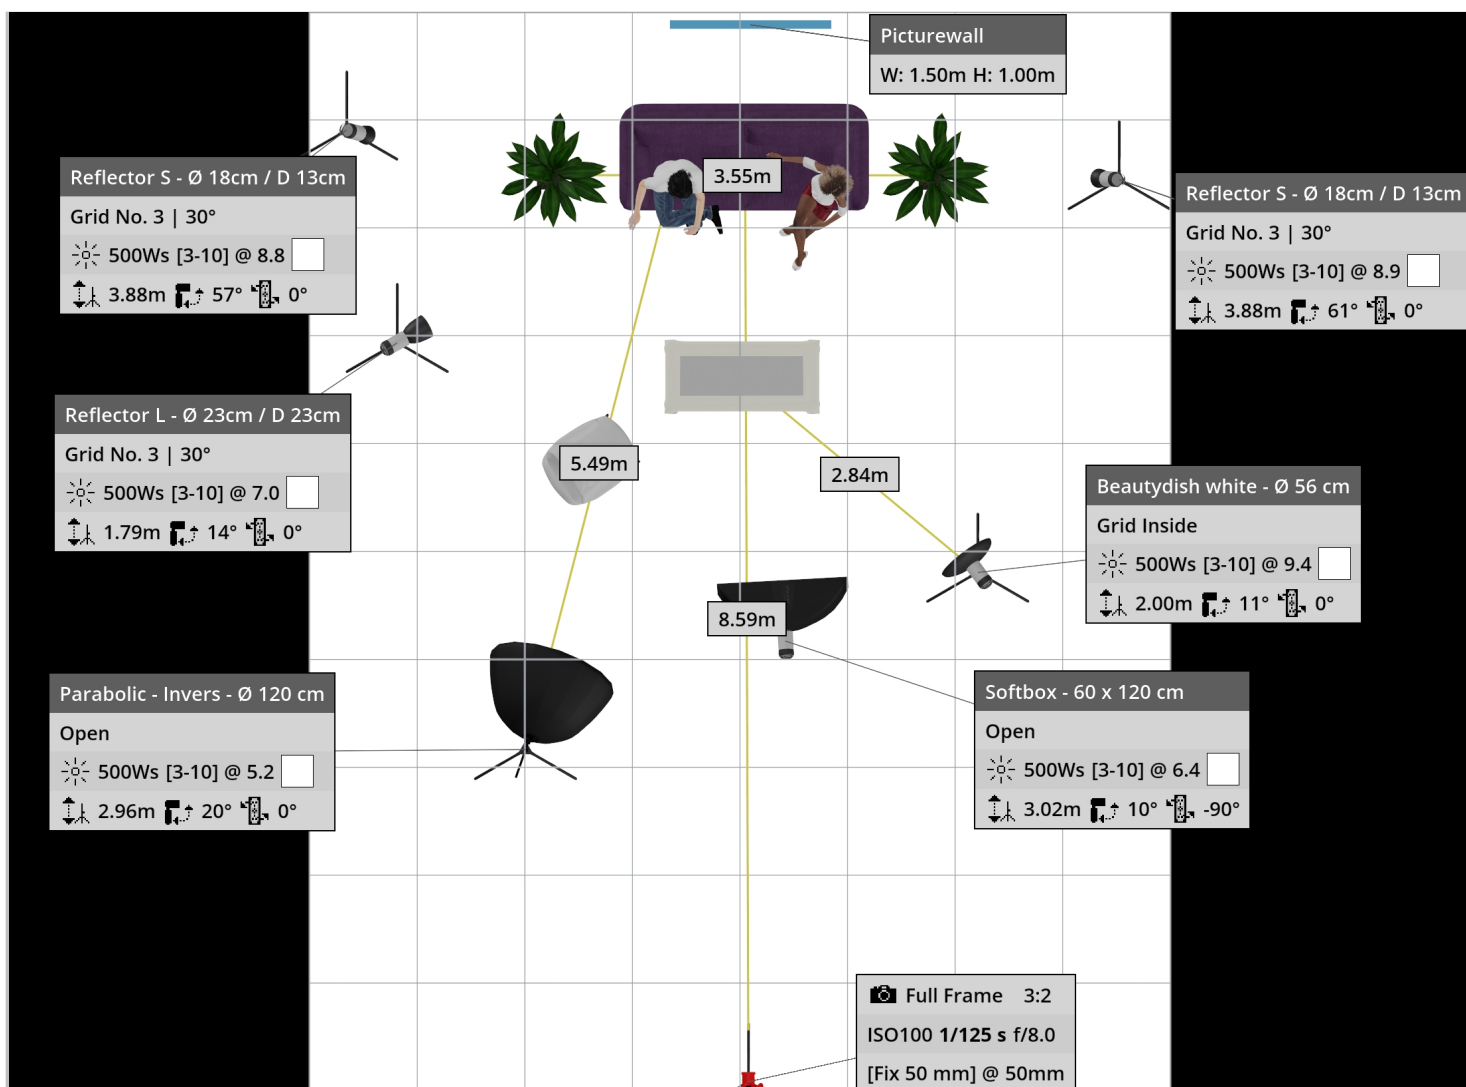 Picturewall
W: 1.50m H: 1.00m
3.55m
Reflector S - Ø 18cm / D 13cm
Grid No. 3 | 30°
500Ws [3-10] @ 8.8
3.88m 57° 0°
Reflector S - Ø 18cm / D 13cm
Grid No. 3 | 30°
500Ws [3-10] @ 8.9
3.88m 61° 0°
Reflector L - Ø 23cm / D 23cm
Grid No. 3 | 30°
500Ws [3-10] @ 7.0
1.79m 14° 0°
5.49m
2.84m
Beautydish white - Ø 56 cm
Grid Inside
500Ws [3-10] @ 9.4
2.00m 11° 0°
8.59m
Parabolic - Invers - Ø 120 cm
Open
500Ws [3-10] @ 5.2
2.96m 20° 0°
Softbox - 60 x 120 cm
Open
500Ws [3-10] @ 6.4
3.02m 10° -90°
Full Frame 3:2
ISO100 1/125 s f/8.0
[Fix 50 mm] @ 50mm